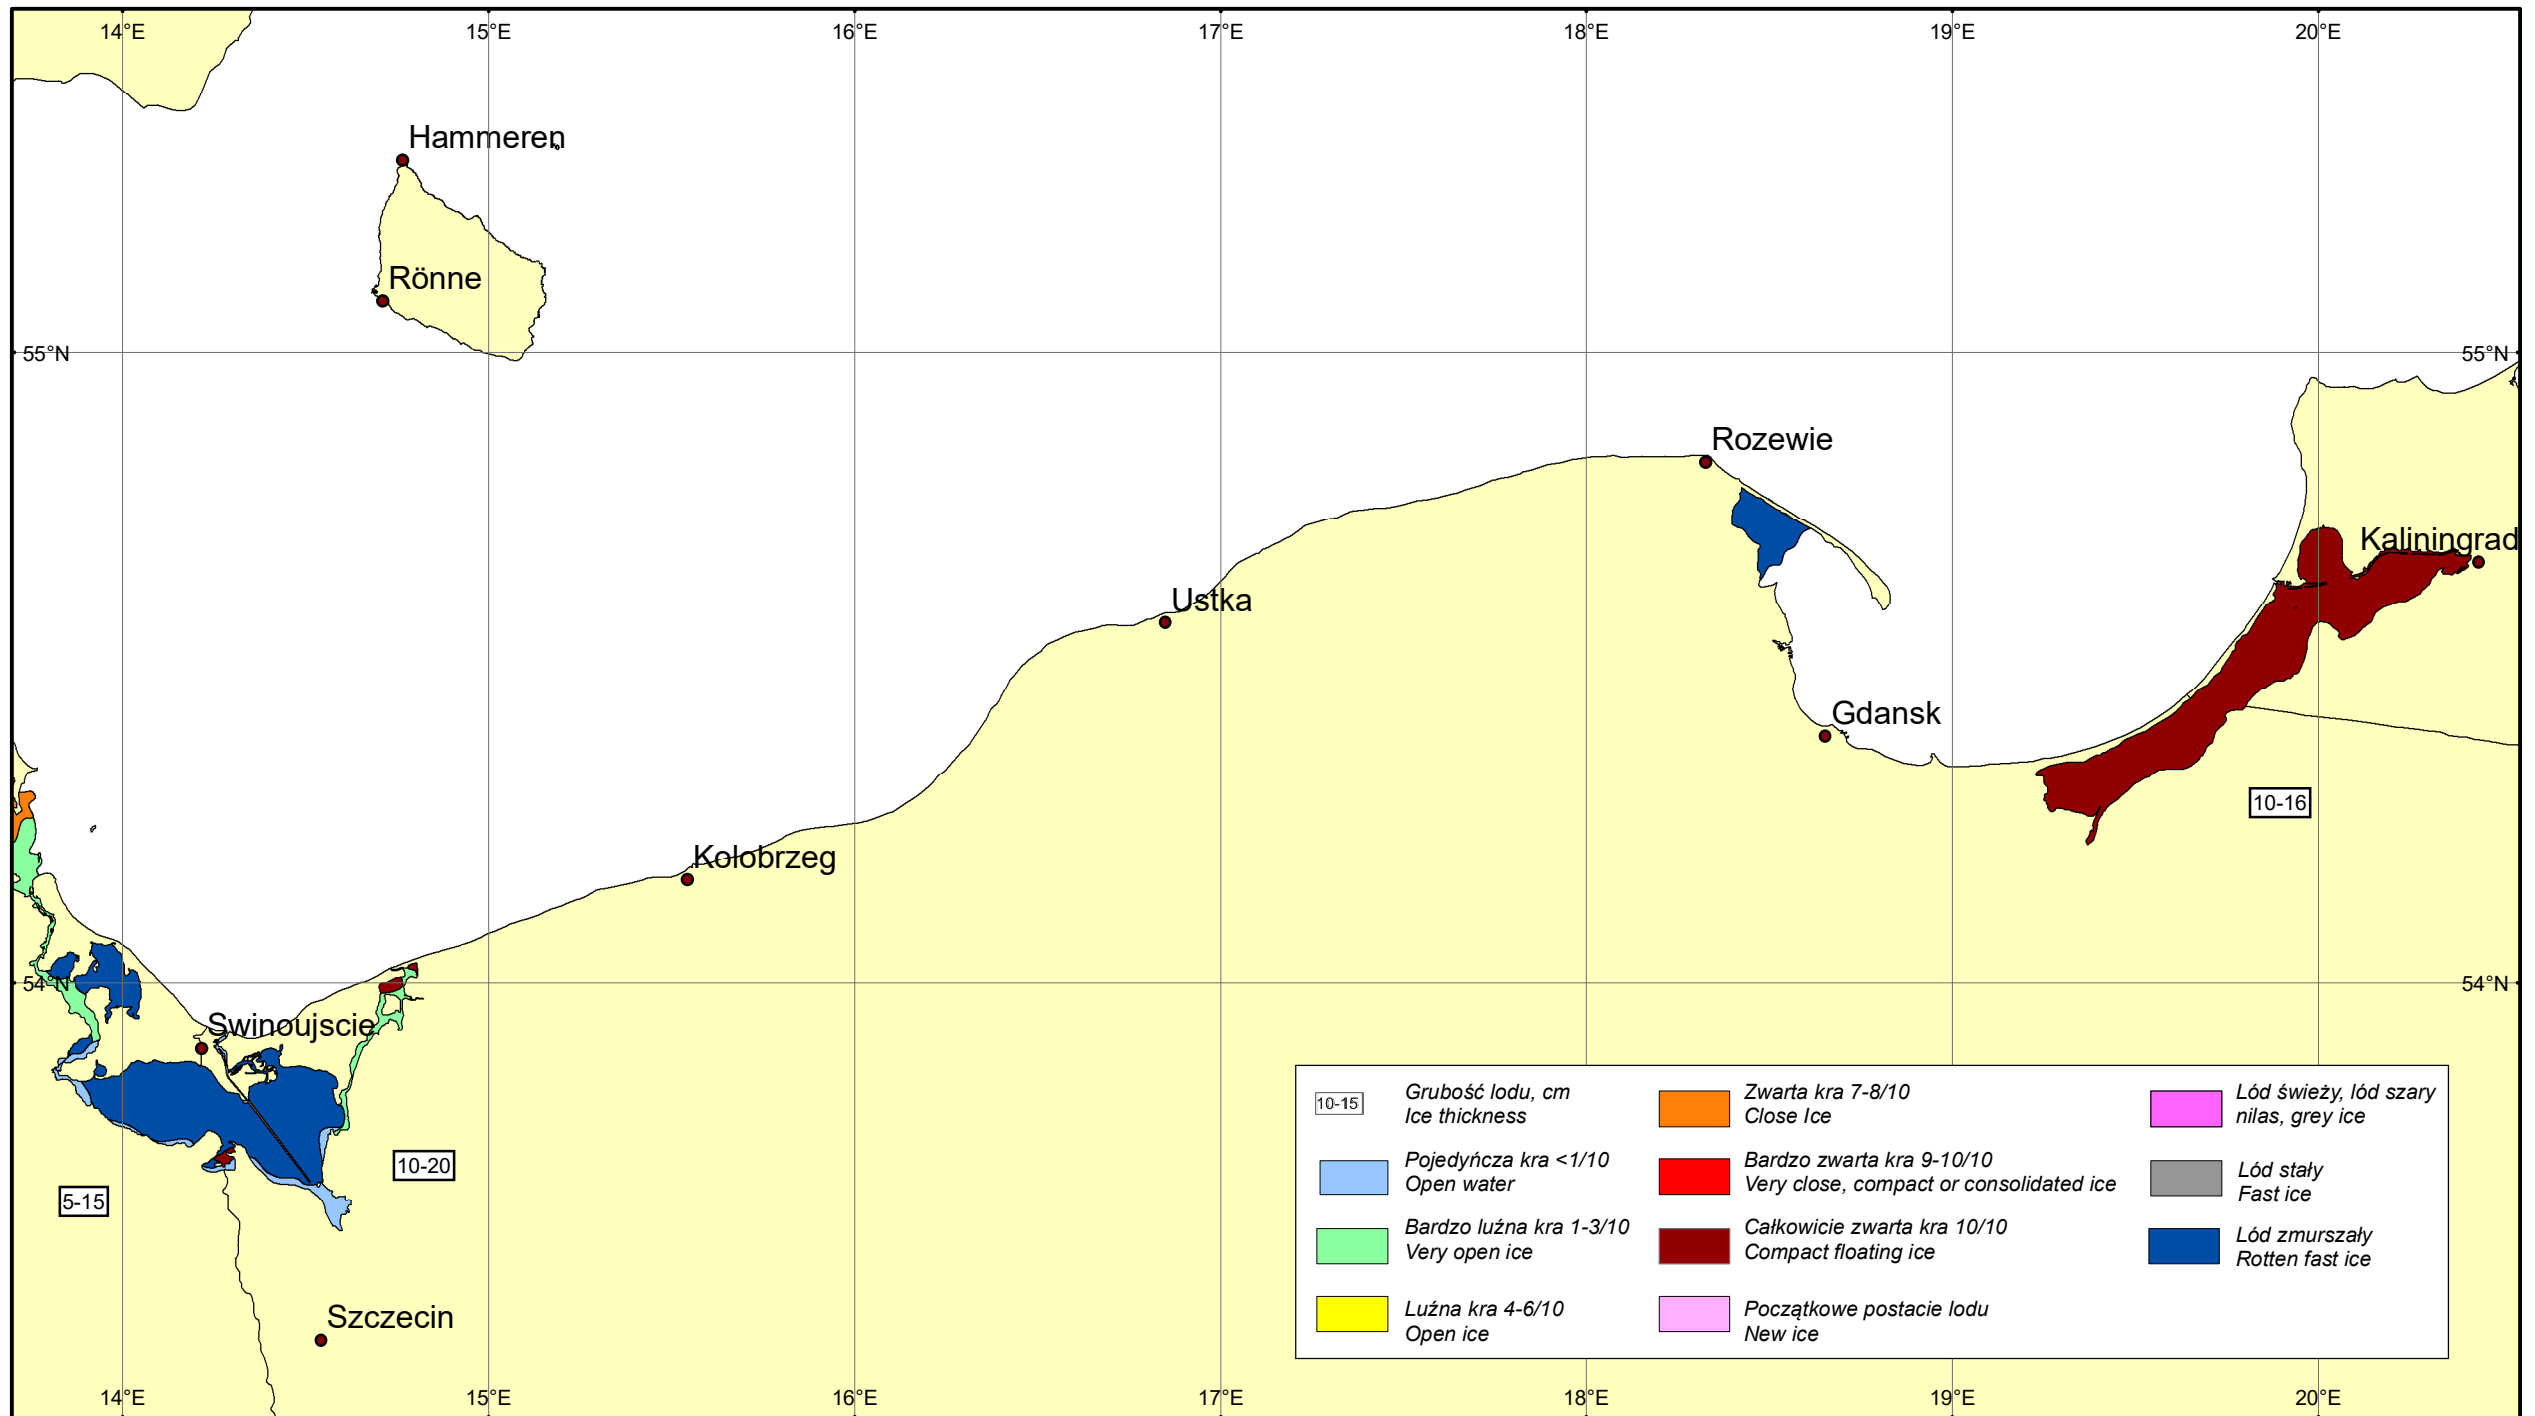 14°E 15°E 16°E 17°E 18°E 19°E 20°E
Hammeren
Rönne
55°N 55°N
Rozewie
Kaliningrad
Ustka
Gdansk
10-16
Kolobrzeg
54°N 54°N
Swinoujscie
10-20
5-15
Szczecin
10-15
Grubość lodu, cm
Ice thickness
Pojedyńcza kra <1/10
Open water
Bardzo luźna kra 1-3/10
Very open ice
Luźna kra 4-6/10
Open ice
Zwarta kra 7-8/10
Close Ice
Bardzo zwarta kra 9-10/10
Very close, compact or consolidated ice
Całkowicie zwarta kra 10/10
Compact floating ice
Początkowe postacie lodu
New ice
Lód świeży, lód szary
nilas, grey ice
Lód stały
Fast ice
Lód zmurszały
Rotten fast ice
14°E 15°E 16°E 17°E 18°E 19°E 20°E